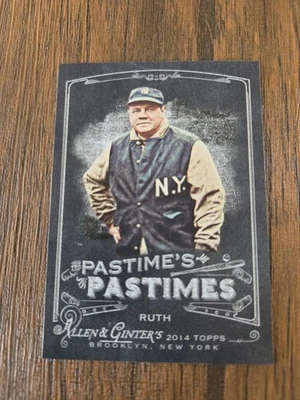 N.Y.
PASTIME'S
PASTIMES
RUTH
ALLEN & GINTER'S 2014 TOPPS
BROOKLYN, NEW YORK